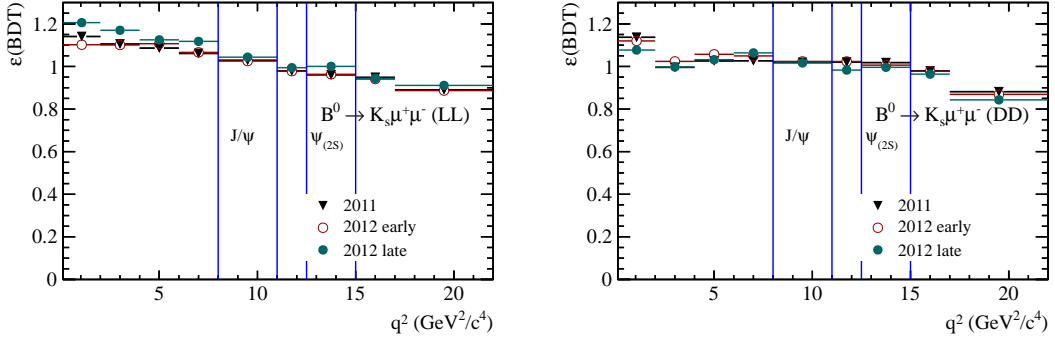 ε(BDT)
1.2
1
0.8
0.6
0.4
0.2
0
5
10
15
20
q² (GeV²/c⁴)
B⁰ → Kₛμ⁺μ⁻ (LL)
J/ψ
ψ(2S)
2011
2012 early
2012 late
ε(BDT)
1.2
1
0.8
0.6
0.4
0.2
0
5
10
15
20
q² (GeV²/c⁴)
B⁰ → Kₛμ⁺μ⁻ (DD)
J/ψ
ψ(2S)
2011
2012 early
2012 late